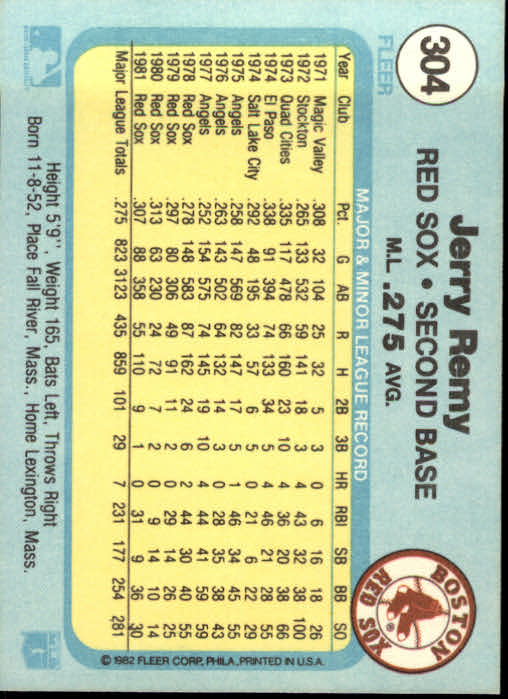 304
FLEER
Jerry Remy
RED SOX • SECOND BASE
M.L .275 AVG.
BOSTON RED SOX
MAJOR & MINOR LEAGUE RECORD
Year Club Pct. G AB R H 2B 3B HR RBI SB BB SO
1971 Magic Valley .308 32 104 25 32 5 3 0 6 16 18 26
1972 Stockton .265 133 532 59 141 18 3 4 43 32 38 100
1973 Quad Cities .335 117 478 66 160 23 10 4 36 20 38 66
1974 El Paso .338 91 394 74 133 34 5 4 46 21 28 55
1974 Salt Lake City .292 48 195 33 57 6 5 0 6 22 29
1975 Angels .258 147 569 82 147 17 5 1 46 34 45 55
1976 Angels .263 143 502 64 132 14 3 0 28 35 38 43
1977 Angels .252 154 575 74 145 19 10 4 44 41 59 59
1978 Red Sox .278 148 583 87 162 24 6 2 44 30 40 55
1979 Red Sox .297 80 306 49 91 11 2 0 29 14 26 25
1980 Red Sox .313 63 230 24 72 7 2 0 9 14 10 14
1981 Red Sox .307 88 358 55 110 9 1 0 31 9 36 30
Major League Totals .275 823 3123 435 859 101 29 7 231 177 254 281
© 1982 FLEER CORP., PHILA., PRINTED IN U.S.A.
Height 5'9'', Weight 165, Bats Left, Throws Right
Born 11-8-52, Place Fall River, Mass., Home Lexington, Mass.